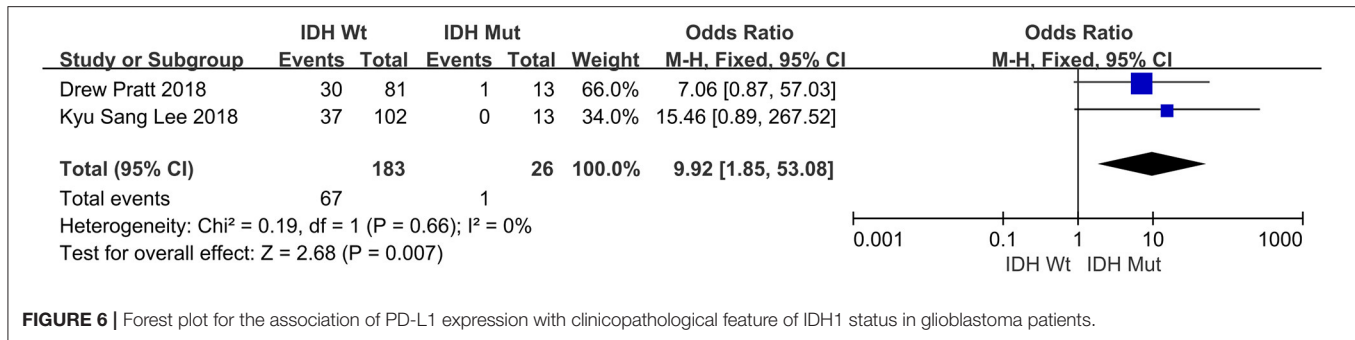 IDH Wt IDH Mut Odds Ratio Odds Ratio
Study or Subgroup Events Total Events Total Weight M-H, Fixed, 95% CI M-H, Fixed, 95% CI
Drew Pratt 2018 30 81 1 13 66.0% 7.06 [0.87, 57.03]
Kyu Sang Lee 2018 37 102 0 13 34.0% 15.46 [0.89, 267.52]
Total (95% CI) 183 26 100.0% 9.92 [1.85, 53.08]
Total events 67 1
Heterogeneity: Chi² = 0.19, df = 1 (P = 0.66); I² = 0%
Test for overall effect: Z = 2.68 (P = 0.007)
0.001 0.1 1 10 1000
IDH Wt IDH Mut
FIGURE 6 | Forest plot for the association of PD-L1 expression with clinicopathological feature of IDH1 status in glioblastoma patients.